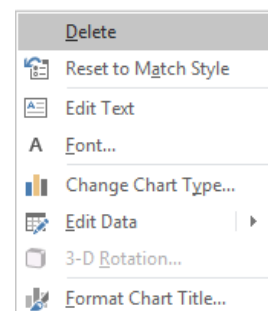 Delete
Reset to Match Style
Edit Text
Font...
Change Chart Type...
Edit Data
3-D Rotation...
Format Chart Title...